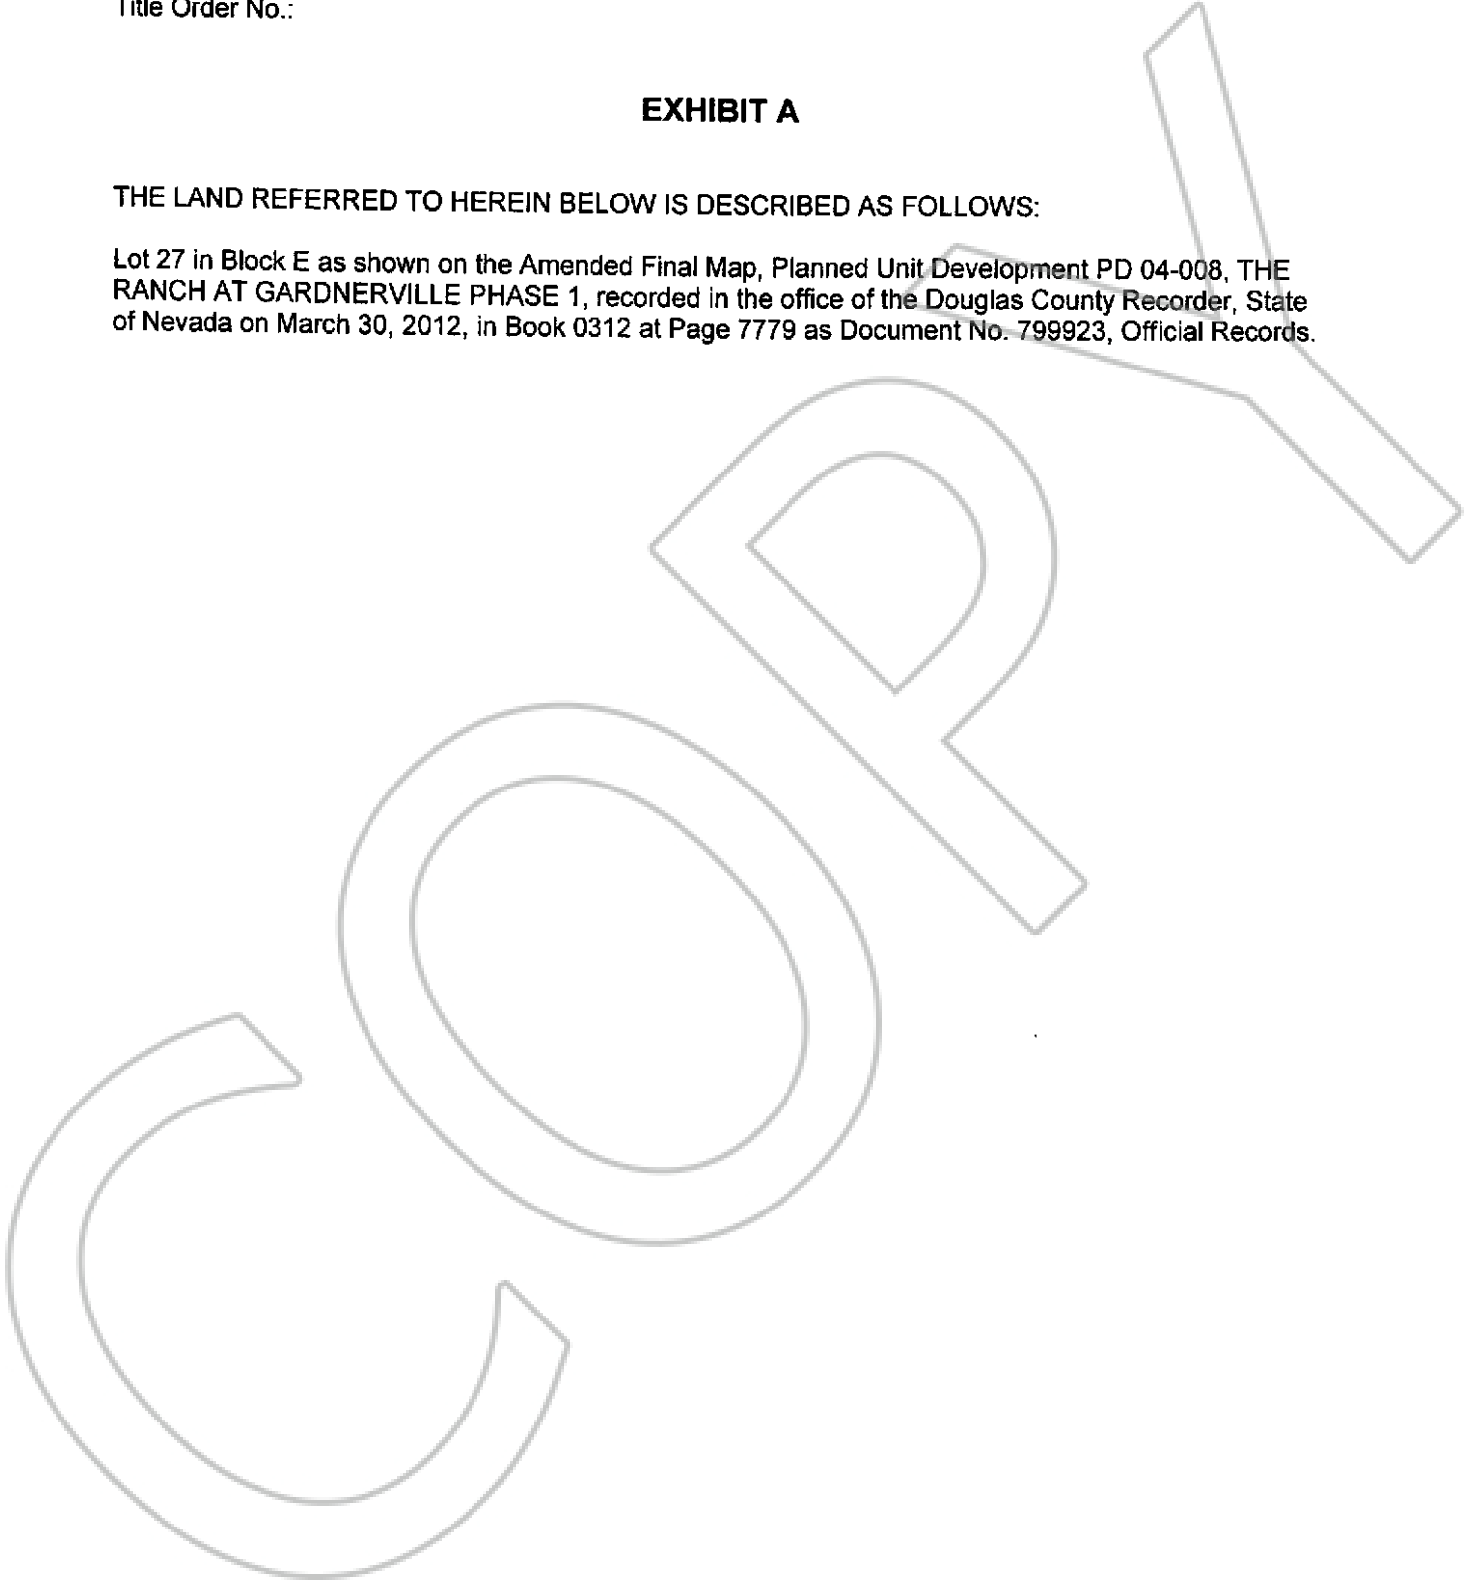 Title Order No.:
EXHIBIT A
THE LAND REFERRED TO HEREIN BELOW IS DESCRIBED AS FOLLOWS:
Lot 27 in Block E as shown on the Amended Final Map, Planned Unit Development PD 04-008, THE
RANCH AT GARDNERVILLE PHASE 1, recorded in the office of the Douglas County Recorder, State
of Nevada on March 30, 2012, in Book 0312 at Page 7779 as Document No. 799923, Official Records.
COPY